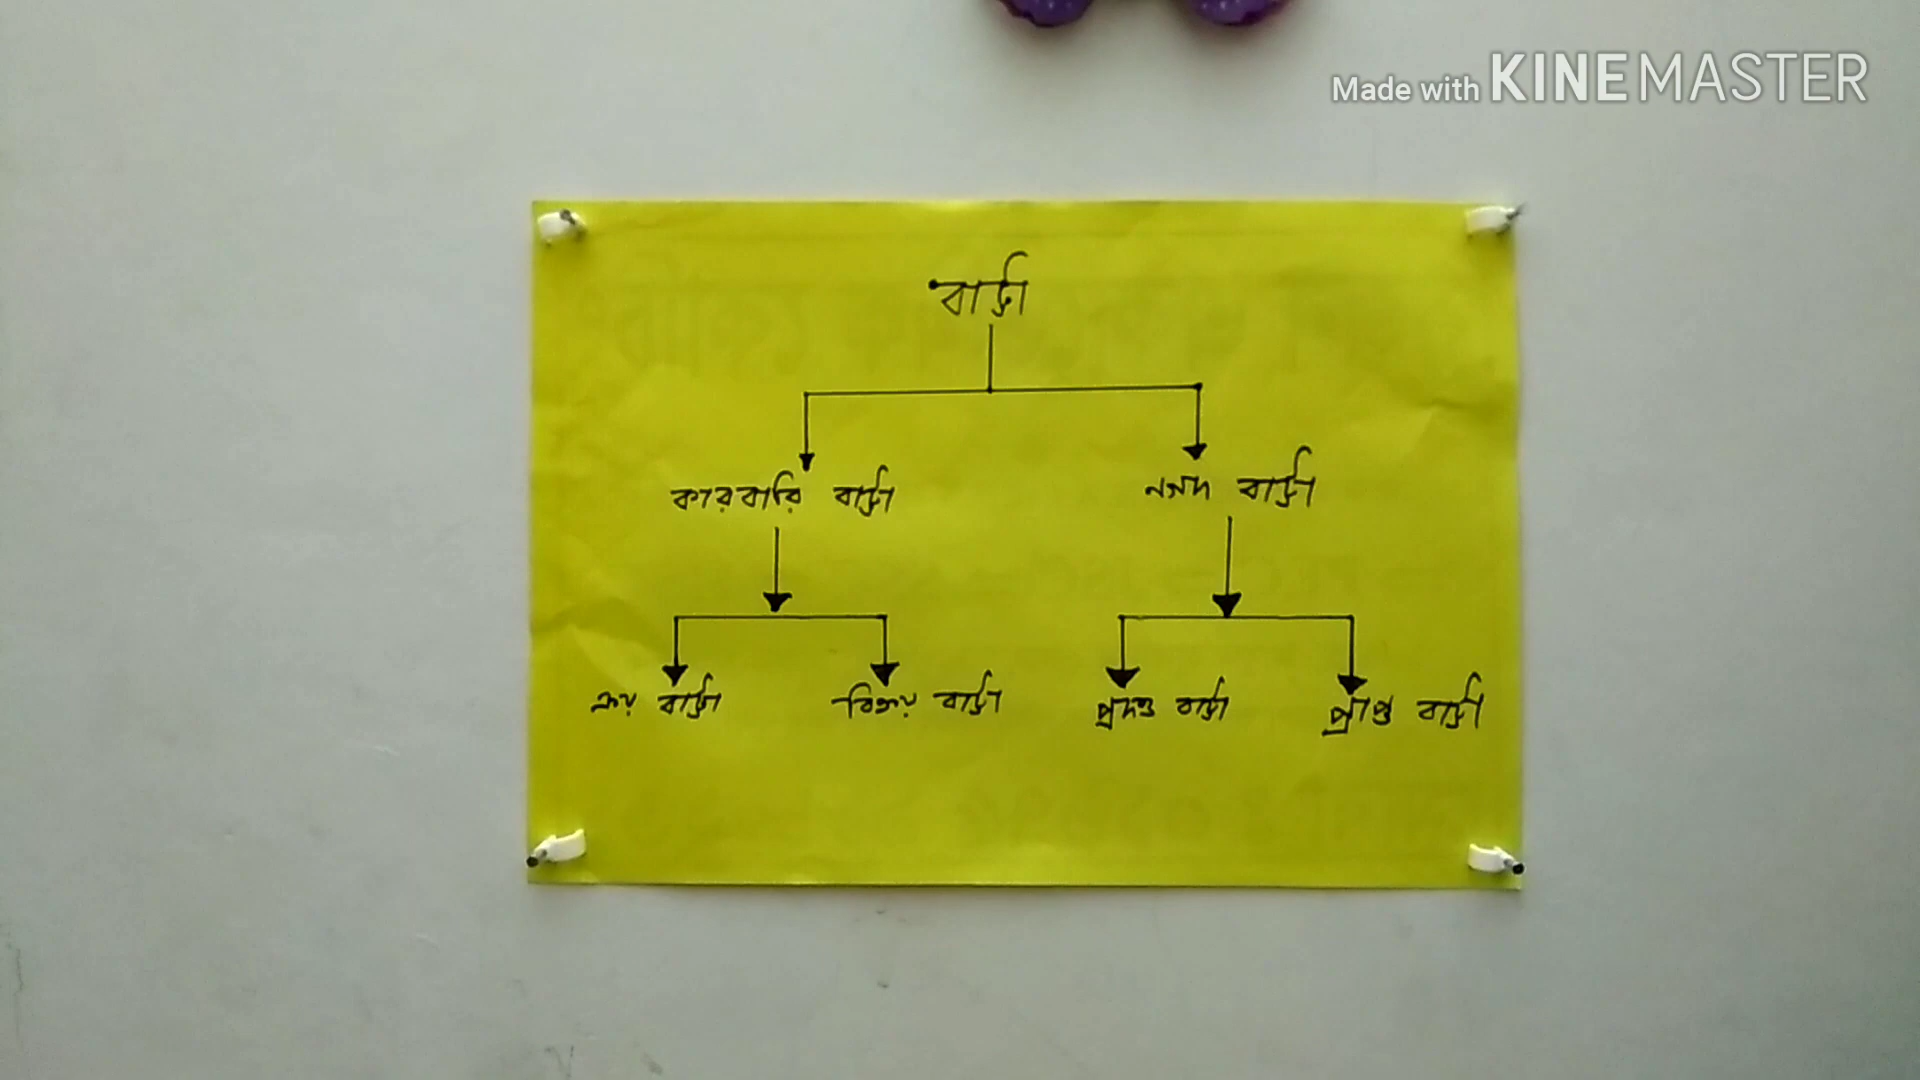 Made with KINEMASTER
বাট্টা
কারবারি বাট্টা নগদ বাট্টা
ক্রয় বাট্টা বিক্রয় বাট্টা প্রদত্ত বাট্টা প্রাপ্ত বাট্টা